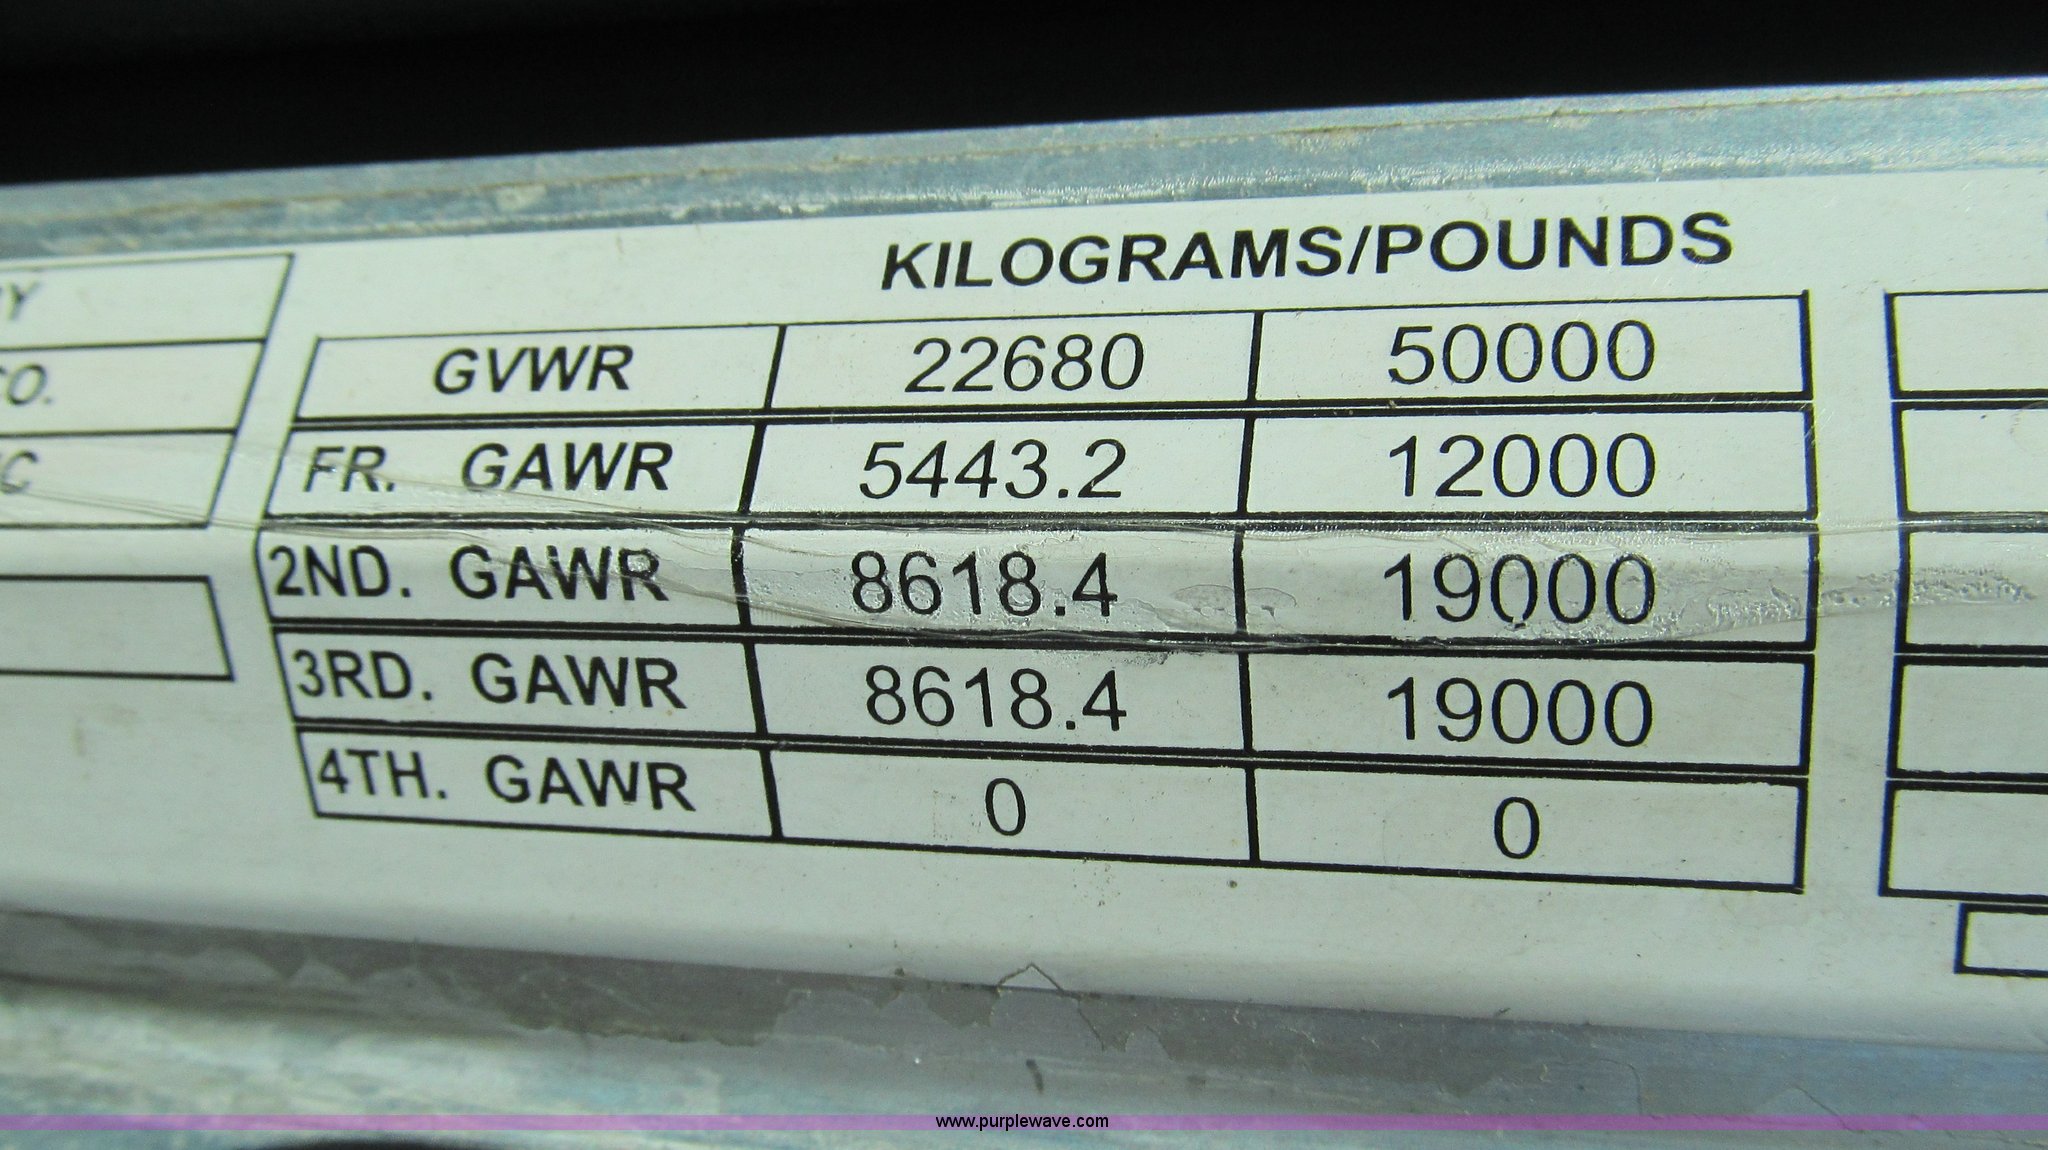 KILOGRAMS/POUNDS
GVWR 22680 50000
FR. GAWR 5443.2 12000
2ND. GAWR 8618.4 19000
3RD. GAWR 8618.4 19000
4TH. GAWR 0 0
www.purplewave.com